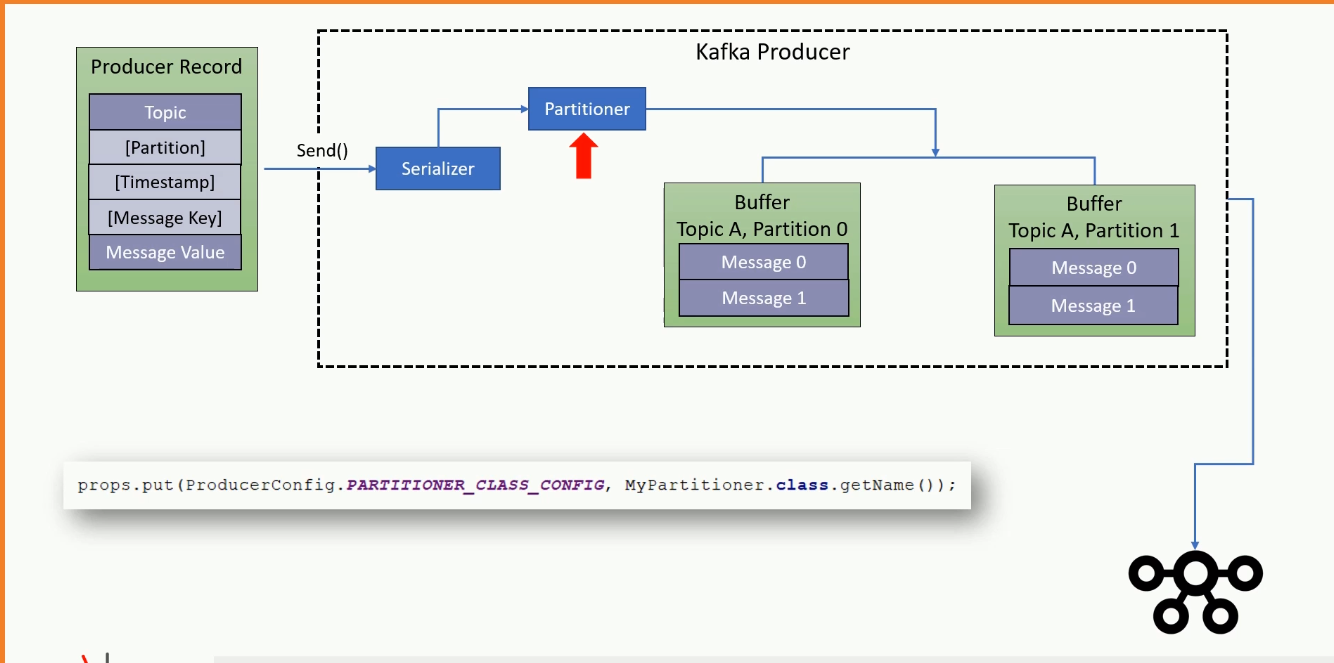 Producer Record
Topic
[Partition]
[Timestamp]
[Message Key]
Message Value
Send()
Kafka Producer
Serializer
Partitioner
Buffer
Topic A, Partition 0
Message 0
Message 1
Buffer
Topic A, Partition 1
Message 0
Message 1
props.put(ProducerConfig.PARTITIONER_CLASS_CONFIG, MyPartitioner.class.getName());